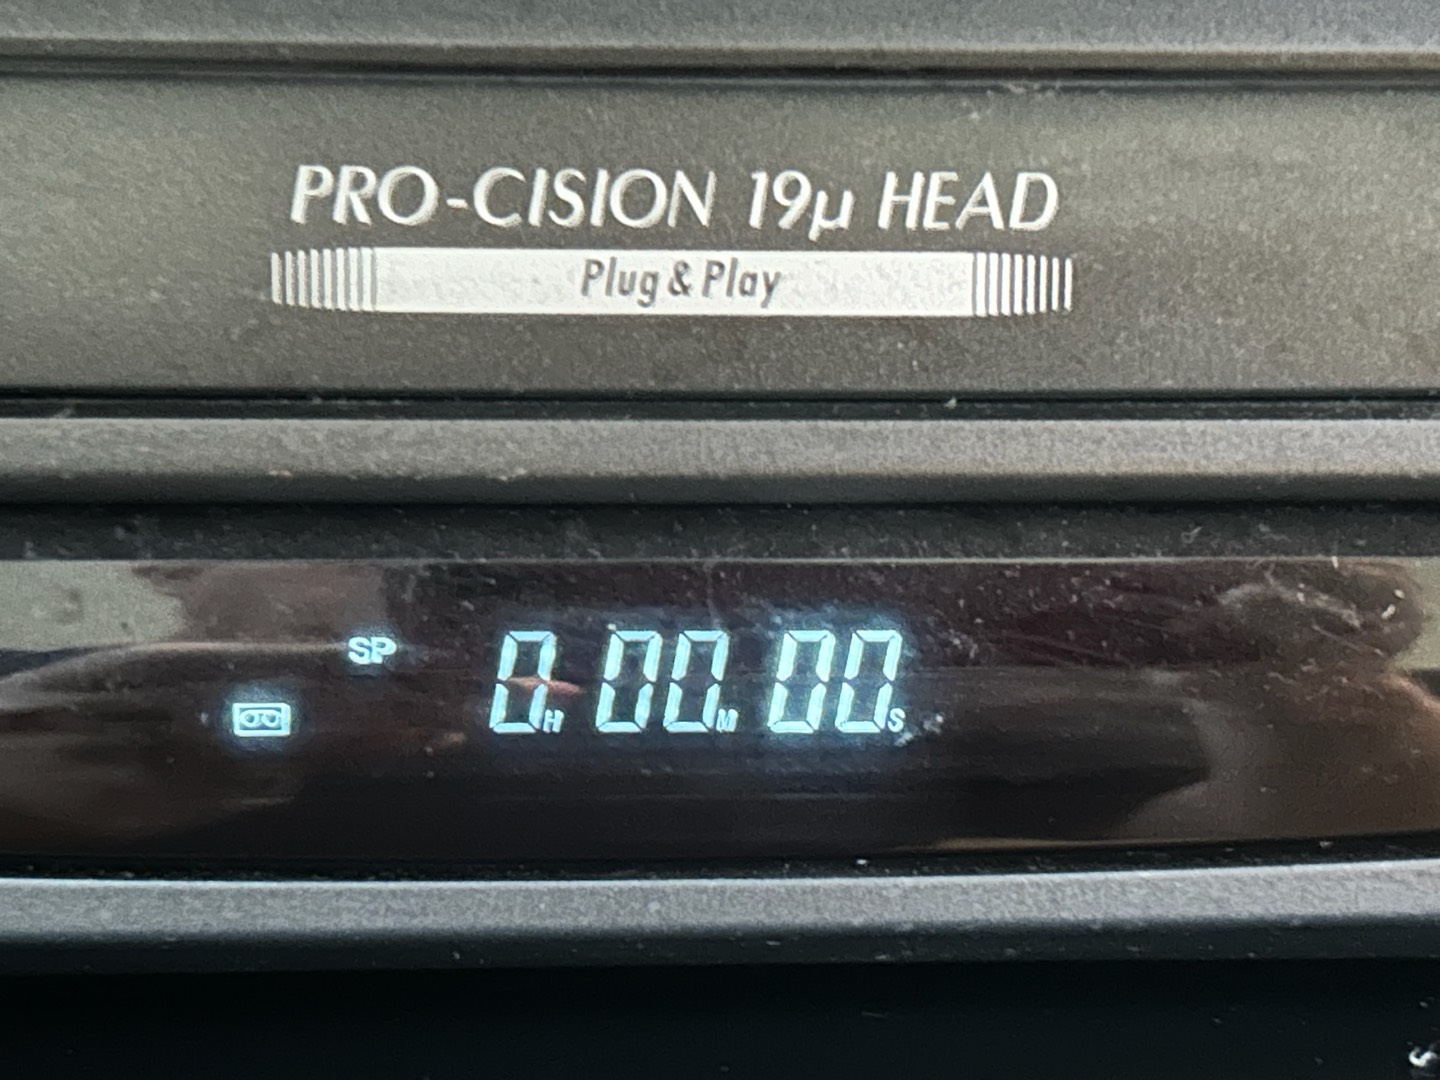 PRO-CISION 19µ HEAD
Plug & Play
SP
0H 00M 00S